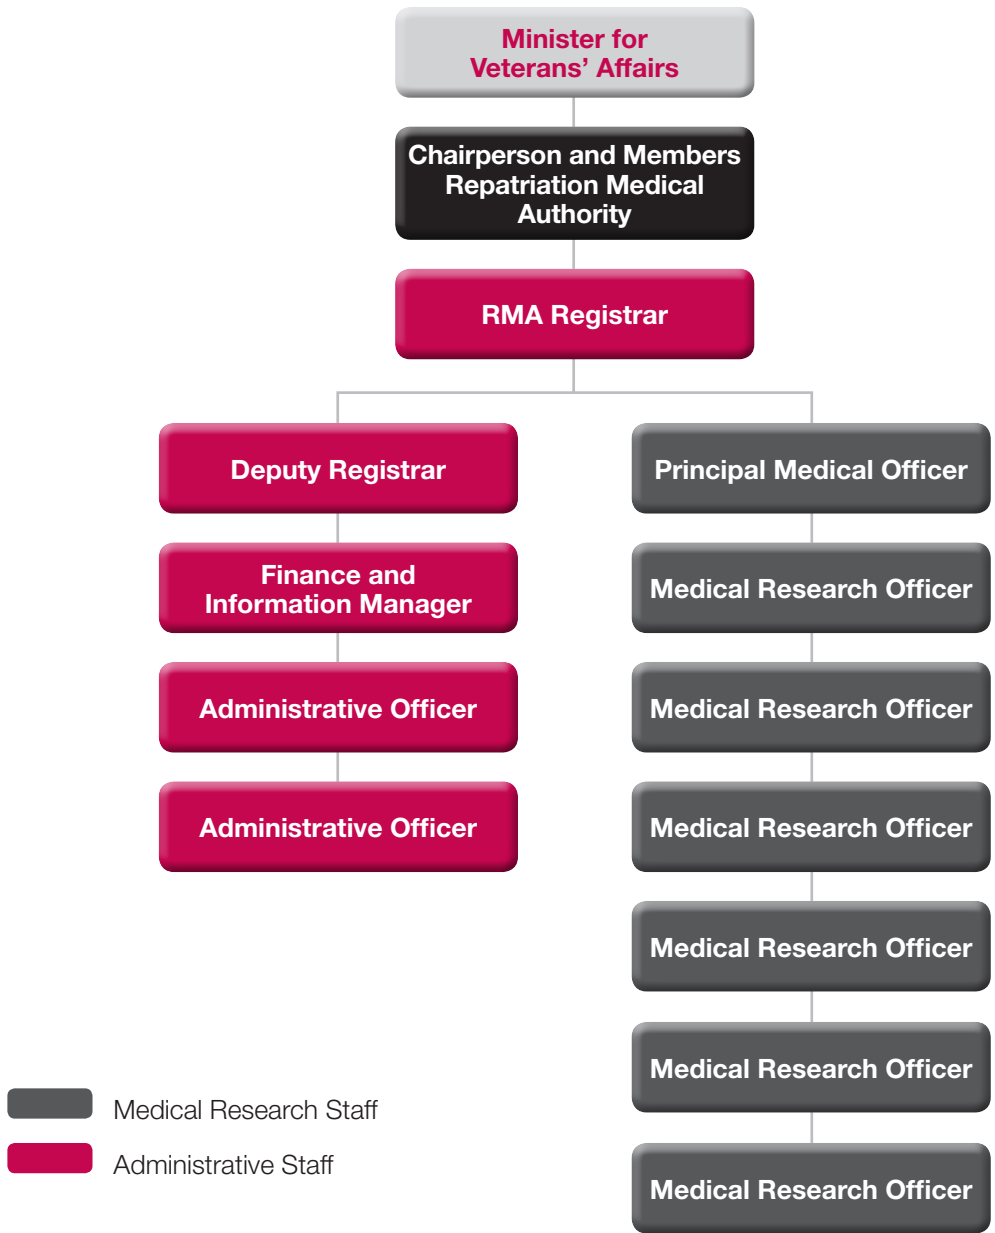 Minister for
Veterans’ Affairs
Chairperson and Members
Repatriation Medical
Authority
RMA Registrar
Deputy Registrar
Finance and
Information Manager
Administrative Officer
Administrative Officer
Principal Medical Officer
Medical Research Officer
Medical Research Officer
Medical Research Officer
Medical Research Officer
Medical Research Officer
Medical Research Officer
Medical Research Staff
Administrative Staff